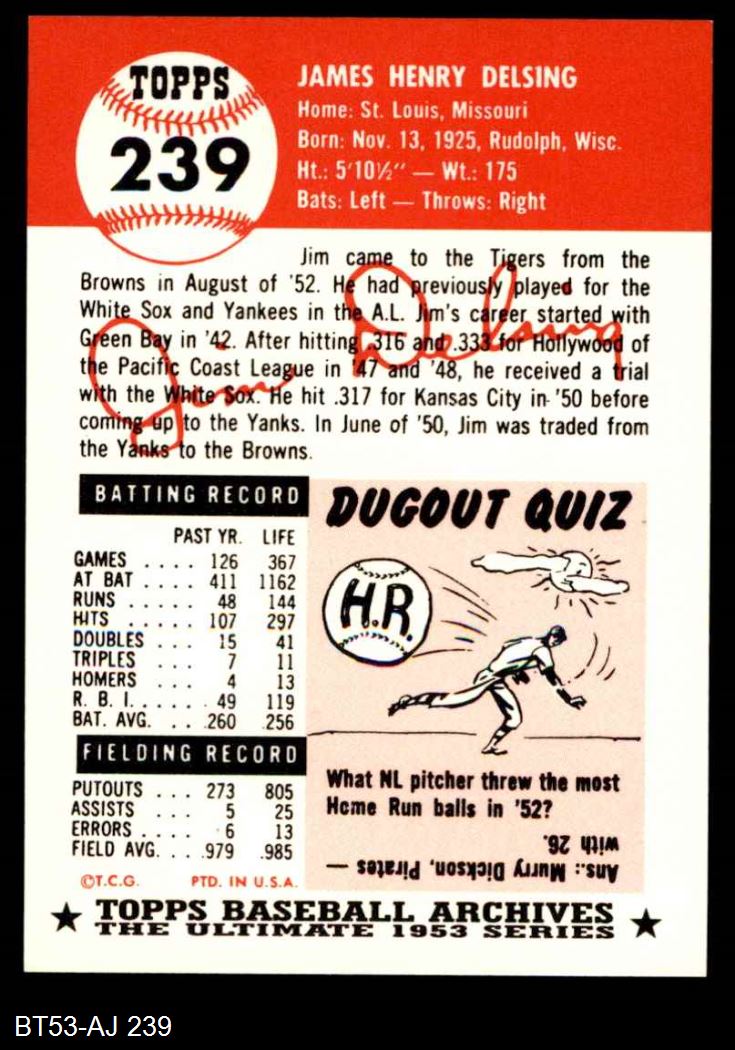 TOPPS
239
JAMES HENRY DELSING
Home: St. Louis, Missouri
Born: Nov. 13, 1925, Rudolph, Wisc.
Ht.: 5'10½" — Wt.: 175
Bats: Left — Throws: Right
Jim came to the Tigers from the
Browns in August of '52. He had previously played for the
White Sox and Yankees in the A.L. Jim's career started with
Green Bay in '42. After hitting .316 and .333 for Hollywood of
the Pacific Coast League in '47 and '48, he received a trial
with the White Sox. He hit .317 for Kansas City in '50 before
coming up to the Yanks. In June of '50, Jim was traded from
the Yanks to the Browns.
Jim Delsing
BATTING RECORD
PAST YR. LIFE
GAMES .... 126 367
AT BAT .... 411 1162
RUNS ..... 48 144
HITS ..... 107 297
DOUBLES ... 15 41
TRIPLES .... 7 11
HOMERS .... 4 13
R. B. I. .... 49 119
BAT. AVG. .. .260 .256
FIELDING RECORD
PUTOUTS ... 273 805
ASSISTS .... 5 25
ERRORS .... 6 13
FIELD AVG. ... .979 .985
©T.C.G. PTD. IN U.S.A.
DUGOUT QUIZ
H.R.
What NL pitcher threw the most
Home Run balls in '52?
Ans.: Murry Dickson, Pirates —
with 26.
★ TOPPS BASEBALL ARCHIVES ★
THE ULTIMATE 1953 SERIES
BT53-AJ 239